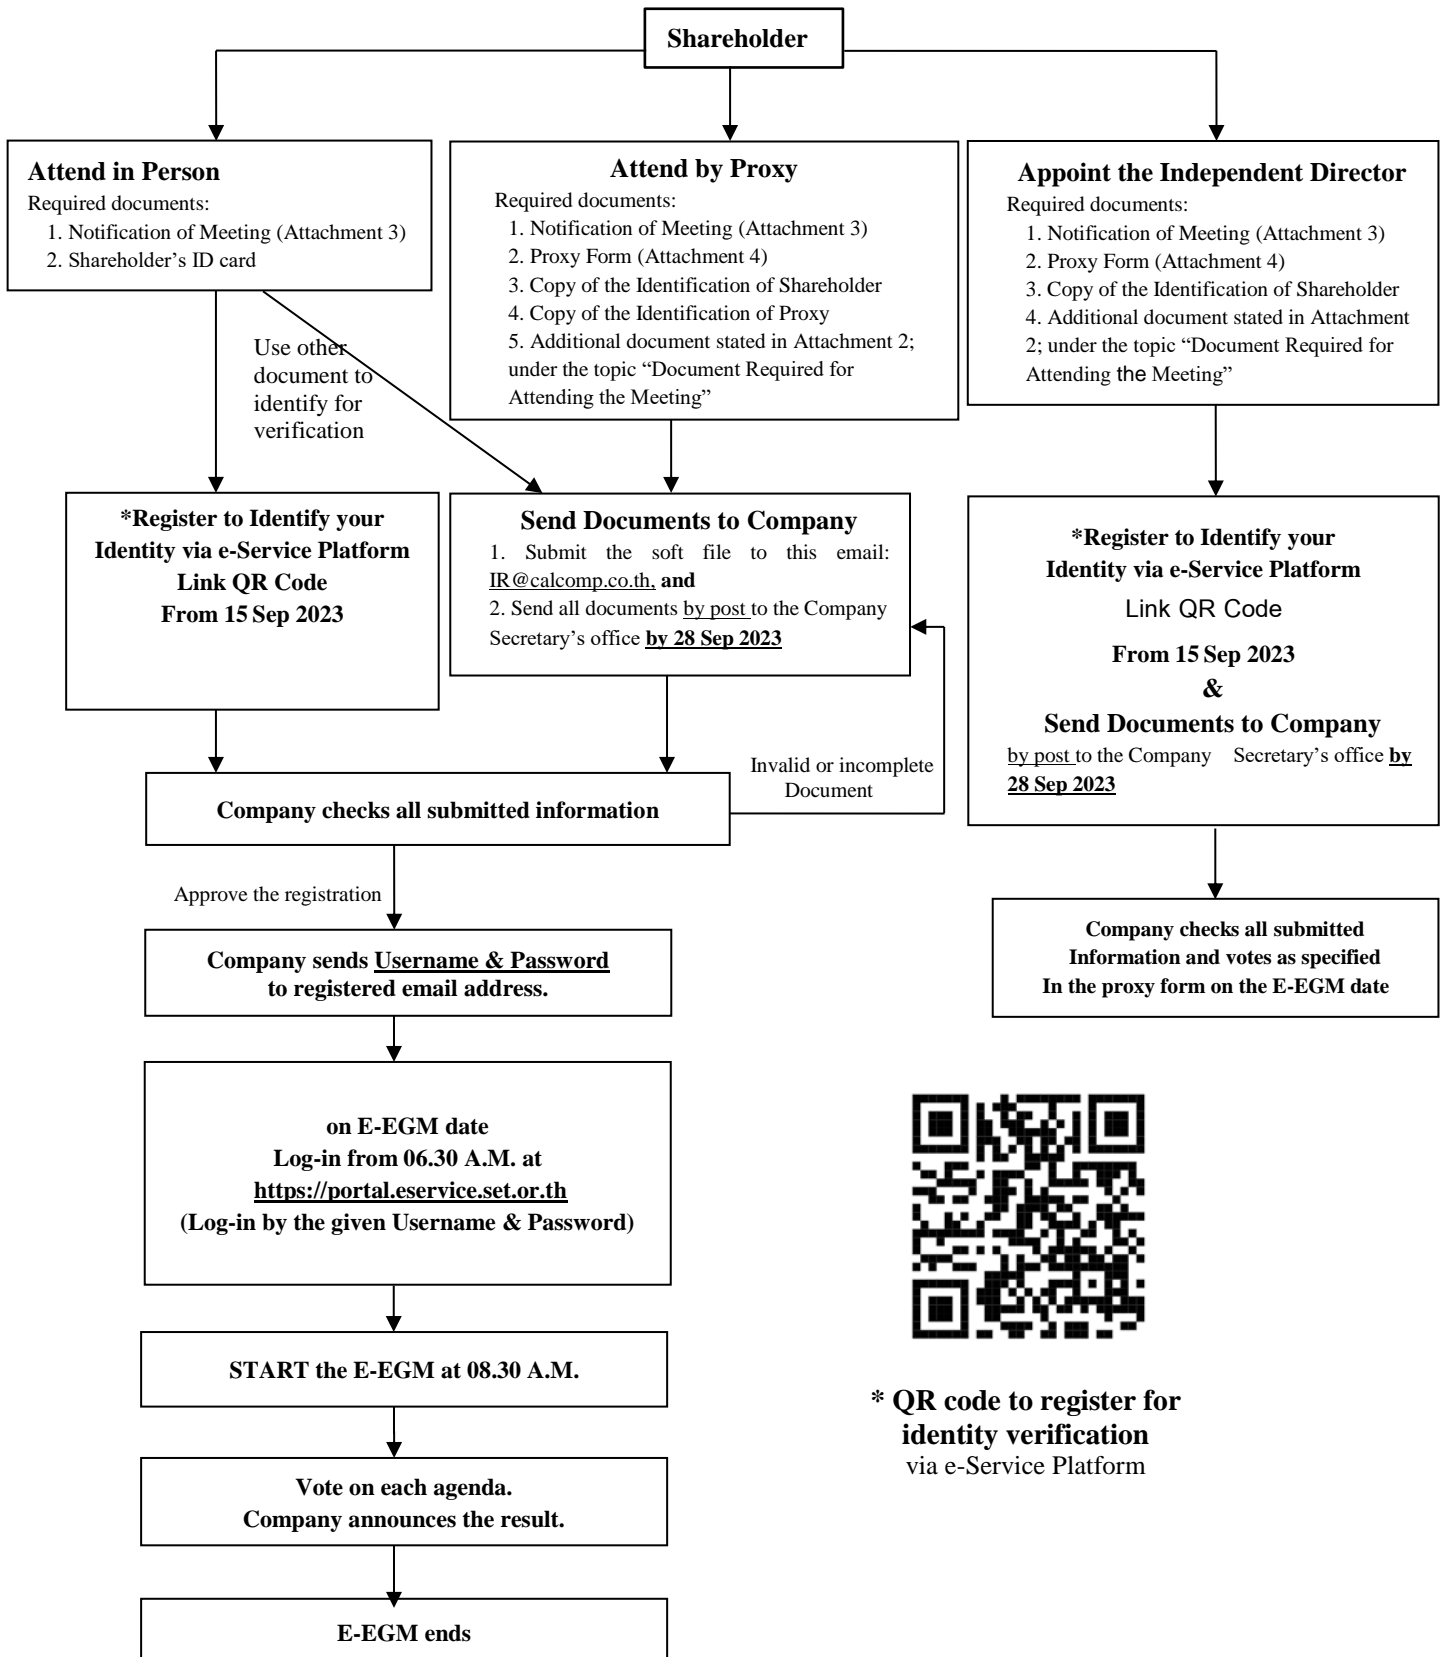 Shareholder
Attend in Person
Required documents:
1. Notification of Meeting (Attachment 3)
2. Shareholder’s ID card
Attend by Proxy
Required documents:
1. Notification of Meeting (Attachment 3)
2. Proxy Form (Attachment 4)
3. Copy of the Identification of Shareholder
4. Copy of the Identification of Proxy
5. Additional document stated in Attachment 2;
under the topic “Document Required for
Attending the Meeting”
Appoint the Independent Director
Required documents:
1. Notification of Meeting (Attachment 3)
2. Proxy Form (Attachment 4)
3. Copy of the Identification of Shareholder
4. Additional document stated in Attachment
2; under the topic “Document Required for
Attending the Meeting”
Use other
document to
identify for
verification
*Register to Identify your
Identity via e-Service Platform
Link QR Code
From 15 Sep 2023
Send Documents to Company
1. Submit the soft file to this email:
IR@calcomp.co.th, and
2. Send all documents by post to the Company
Secretary’s office by 28 Sep 2023
*Register to Identify your
Identity via e-Service Platform
Link QR Code
From 15 Sep 2023
&
Send Documents to Company
by post to the Company Secretary’s office by
28 Sep 2023
Invalid or incomplete
Document
Company checks all submitted information
Approve the registration
Company sends Username & Password
to registered email address.
Company checks all submitted
Information and votes as specified
In the proxy form on the E-EGM date
on E-EGM date
Log-in from 06.30 A.M. at
https://portal.eservice.set.or.th
(Log-in by the given Username & Password)
START the E-EGM at 08.30 A.M.
* QR code to register for
identity verification
via e-Service Platform
Vote on each agenda.
Company announces the result.
E-EGM ends